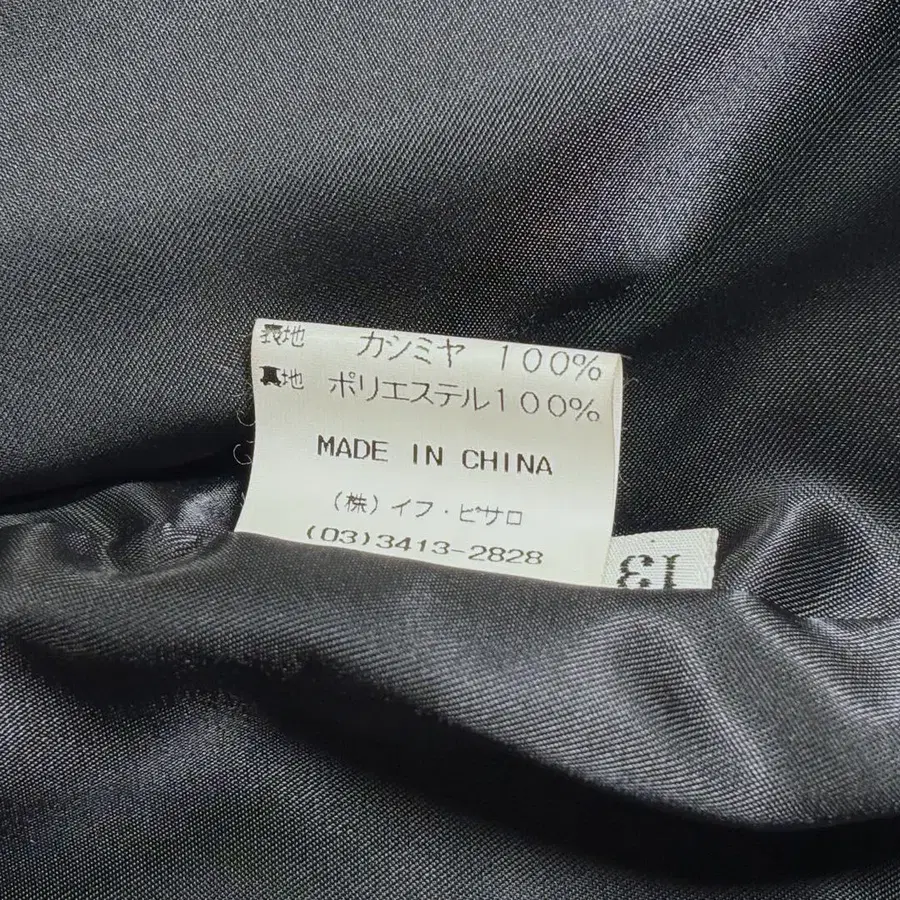 表地 カシミヤ 100%
裏地 ポリエステル100%
MADE IN CHINA
(株)イフ・ピサロ
(03)3413-2828
13